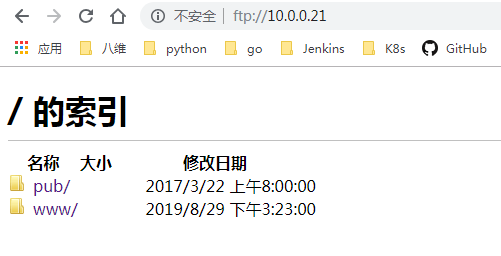 不安全 | ftp://10.0.0.21
应用 八维 python go Jenkins K8s GitHub
/ 的索引
名称 大小 修改日期
pub/ 2017/3/22 上午8:00:00
www/ 2019/8/29 下午3:23:00